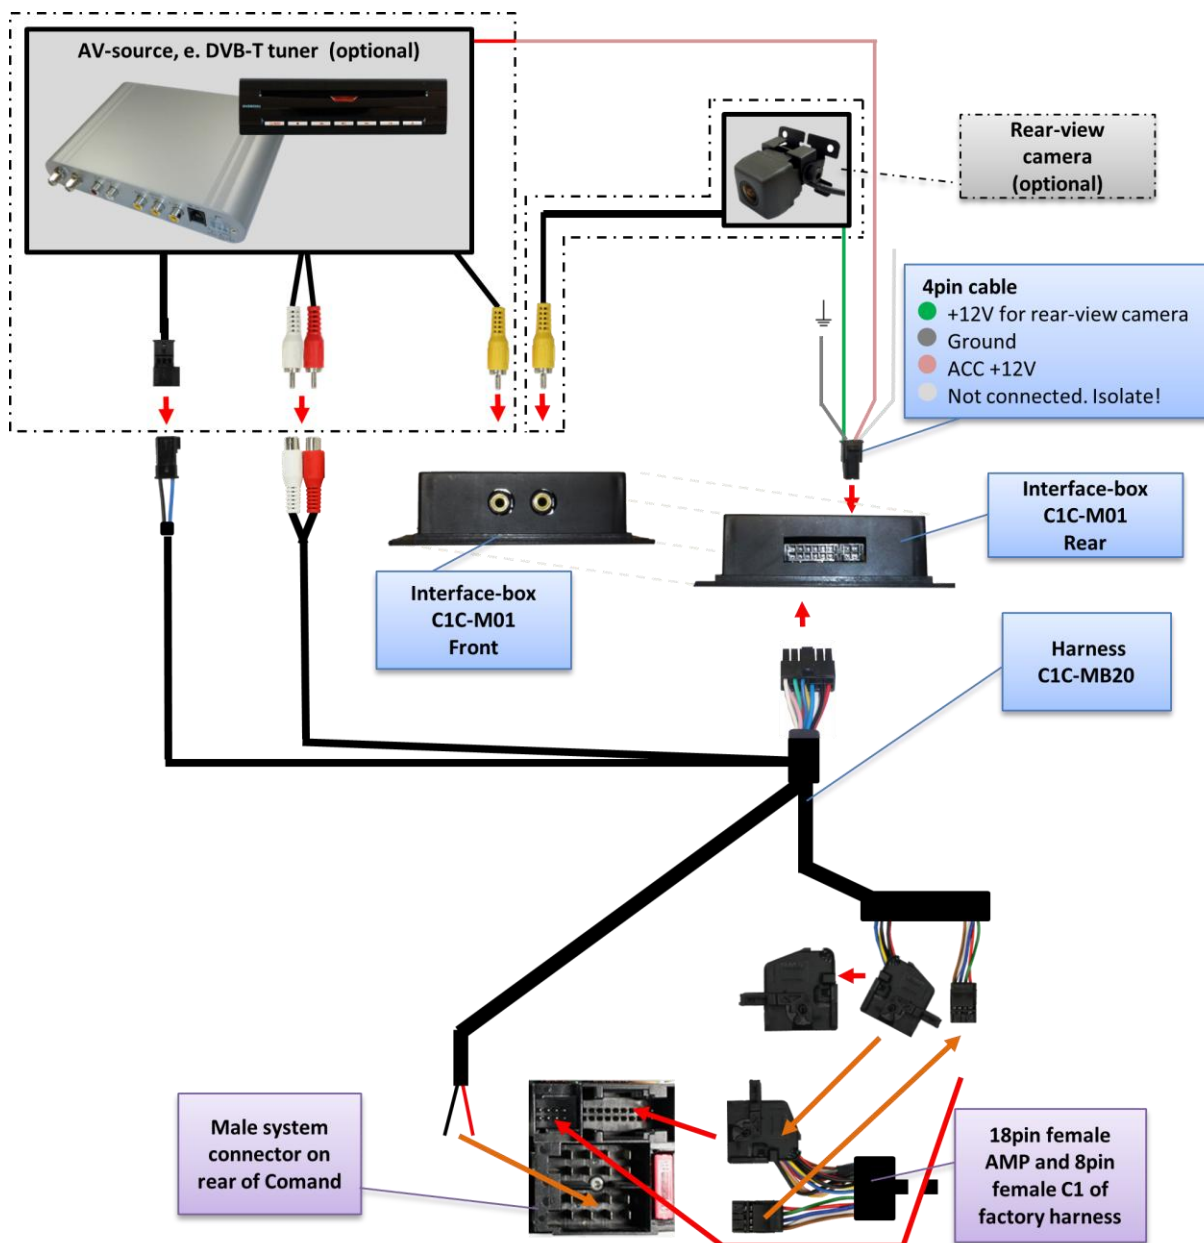 AV-source, e. DVB-T tuner  (optional)
Rear-view
camera
(optional)
4pin cable
+12V for rear-view camera
Ground
ACC +12V
Not connected. Isolate!
Interface-box
C1C-M01
Rear
Interface-box
C1C-M01
Front
Harness
C1C-MB20
Male system
connector on
rear of Comand
18pin female
AMP and 8pin
female C1 of
factory harness